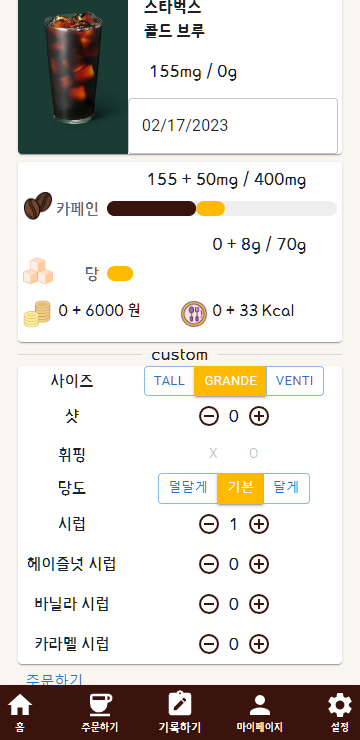 스타벅스
콜드 브루
155mg / 0g
02/17/2023
155 + 50mg / 400mg
카페인
0 + 8g / 70g
당
0 + 6000 원
0 + 33 Kcal
custom
사이즈 TALL GRANDE VENTI
샷 0
휘핑 X O
당도 덜달게 기본 달게
시럽 1
헤이즐넛 시럽 0
바닐라 시럽 0
카라멜 시럽 0
주문하기
홈 주문하기 기록하기 마이페이지 설정